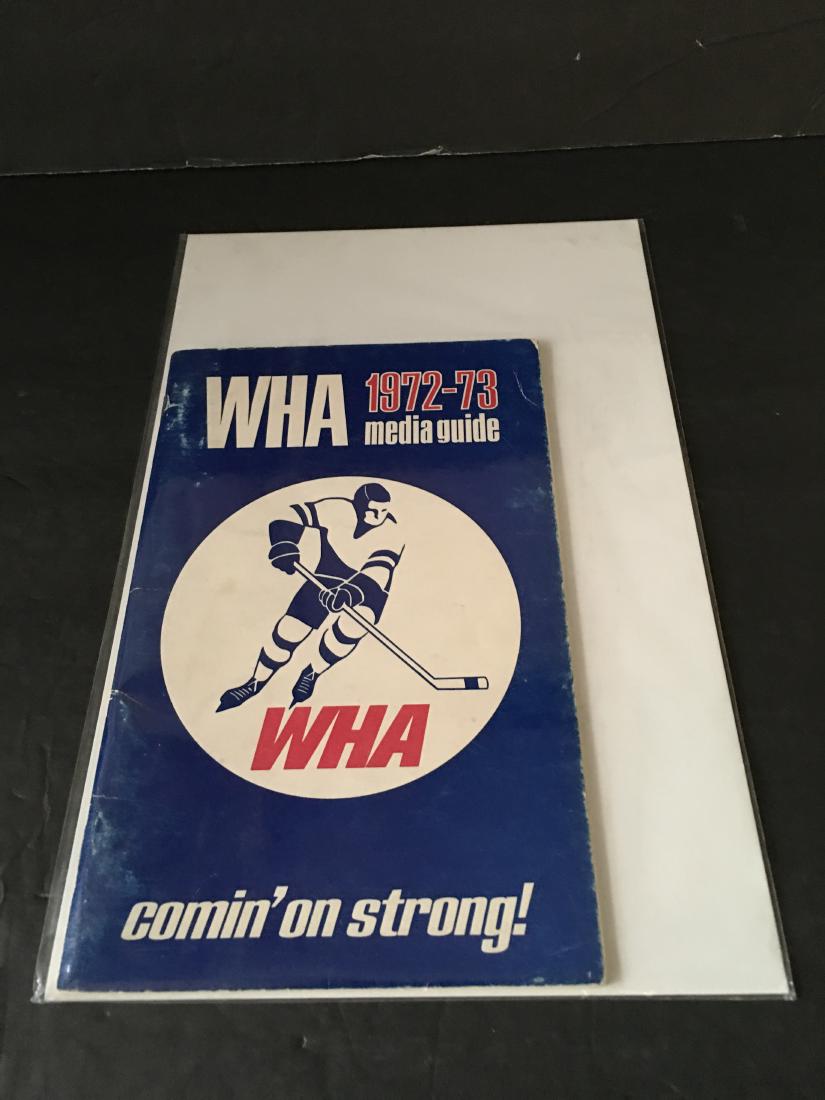 WHA 1972-73
media guide
WHA
comin' on strong!